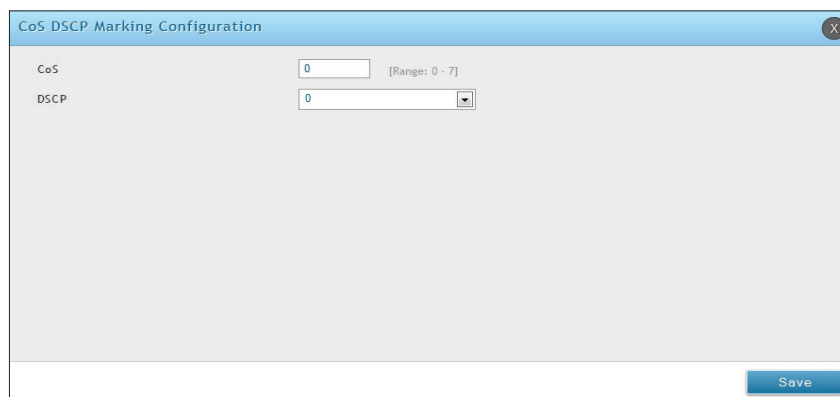 CoS DSCP Marking Configuration X
CoS 0 [Range: 0 - 7]
DSCP 0
Save